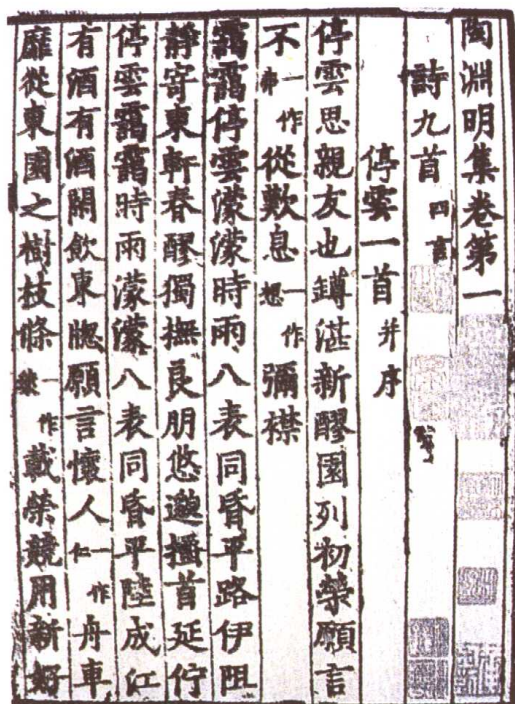 陶淵明集卷第一
詩九首四言
停雲一首并序
停雲思親友也罇湛新醪園列初榮願言
不一作弗從歎息一作想彌襟
靄靄停雲濛濛時雨八表同昏平路伊阻
靜寄東軒春醪獨撫良朋悠邈搔首延佇
停雲靄靄時雨濛濛八表同昏平陸成江
有酒有酒閑飲東牕願言懷人一作仁舟車
靡從東園之樹枝條一作載榮競用新好